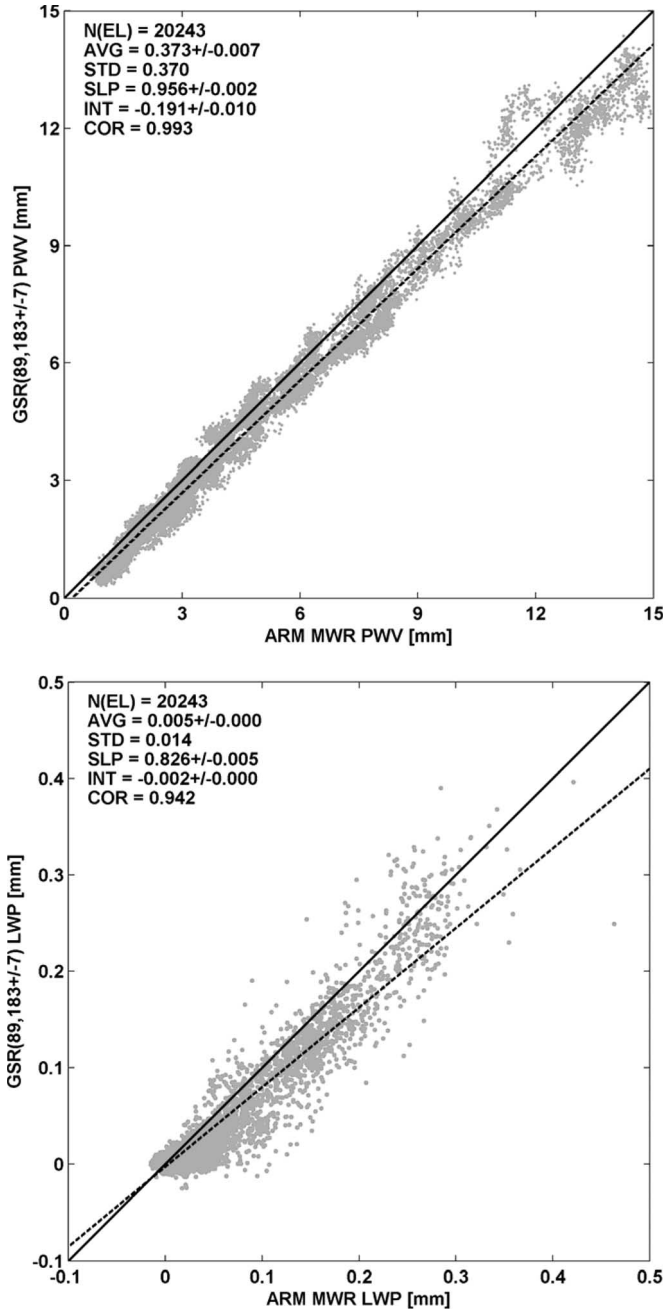 N(EL) = 20243
AVG = 0.373+/-0.007
STD = 0.370
SLP = 0.956+/-0.002
INT = -0.191+/-0.010
COR = 0.993
15
12
9
6
3
0
GSR(89,183+/-7) PWV [mm]
0 3 6 9 12 15
ARM MWR PWV [mm]
N(EL) = 20243
AVG = 0.005+/-0.000
STD = 0.014
SLP = 0.826+/-0.005
INT = -0.002+/-0.000
COR = 0.942
0.5
0.4
0.3
0.2
0.1
0
-0.1
GSR(89,183+/-7) LWP [mm]
-0.1 0 0.1 0.2 0.3 0.4 0.5
ARM MWR LWP [mm]